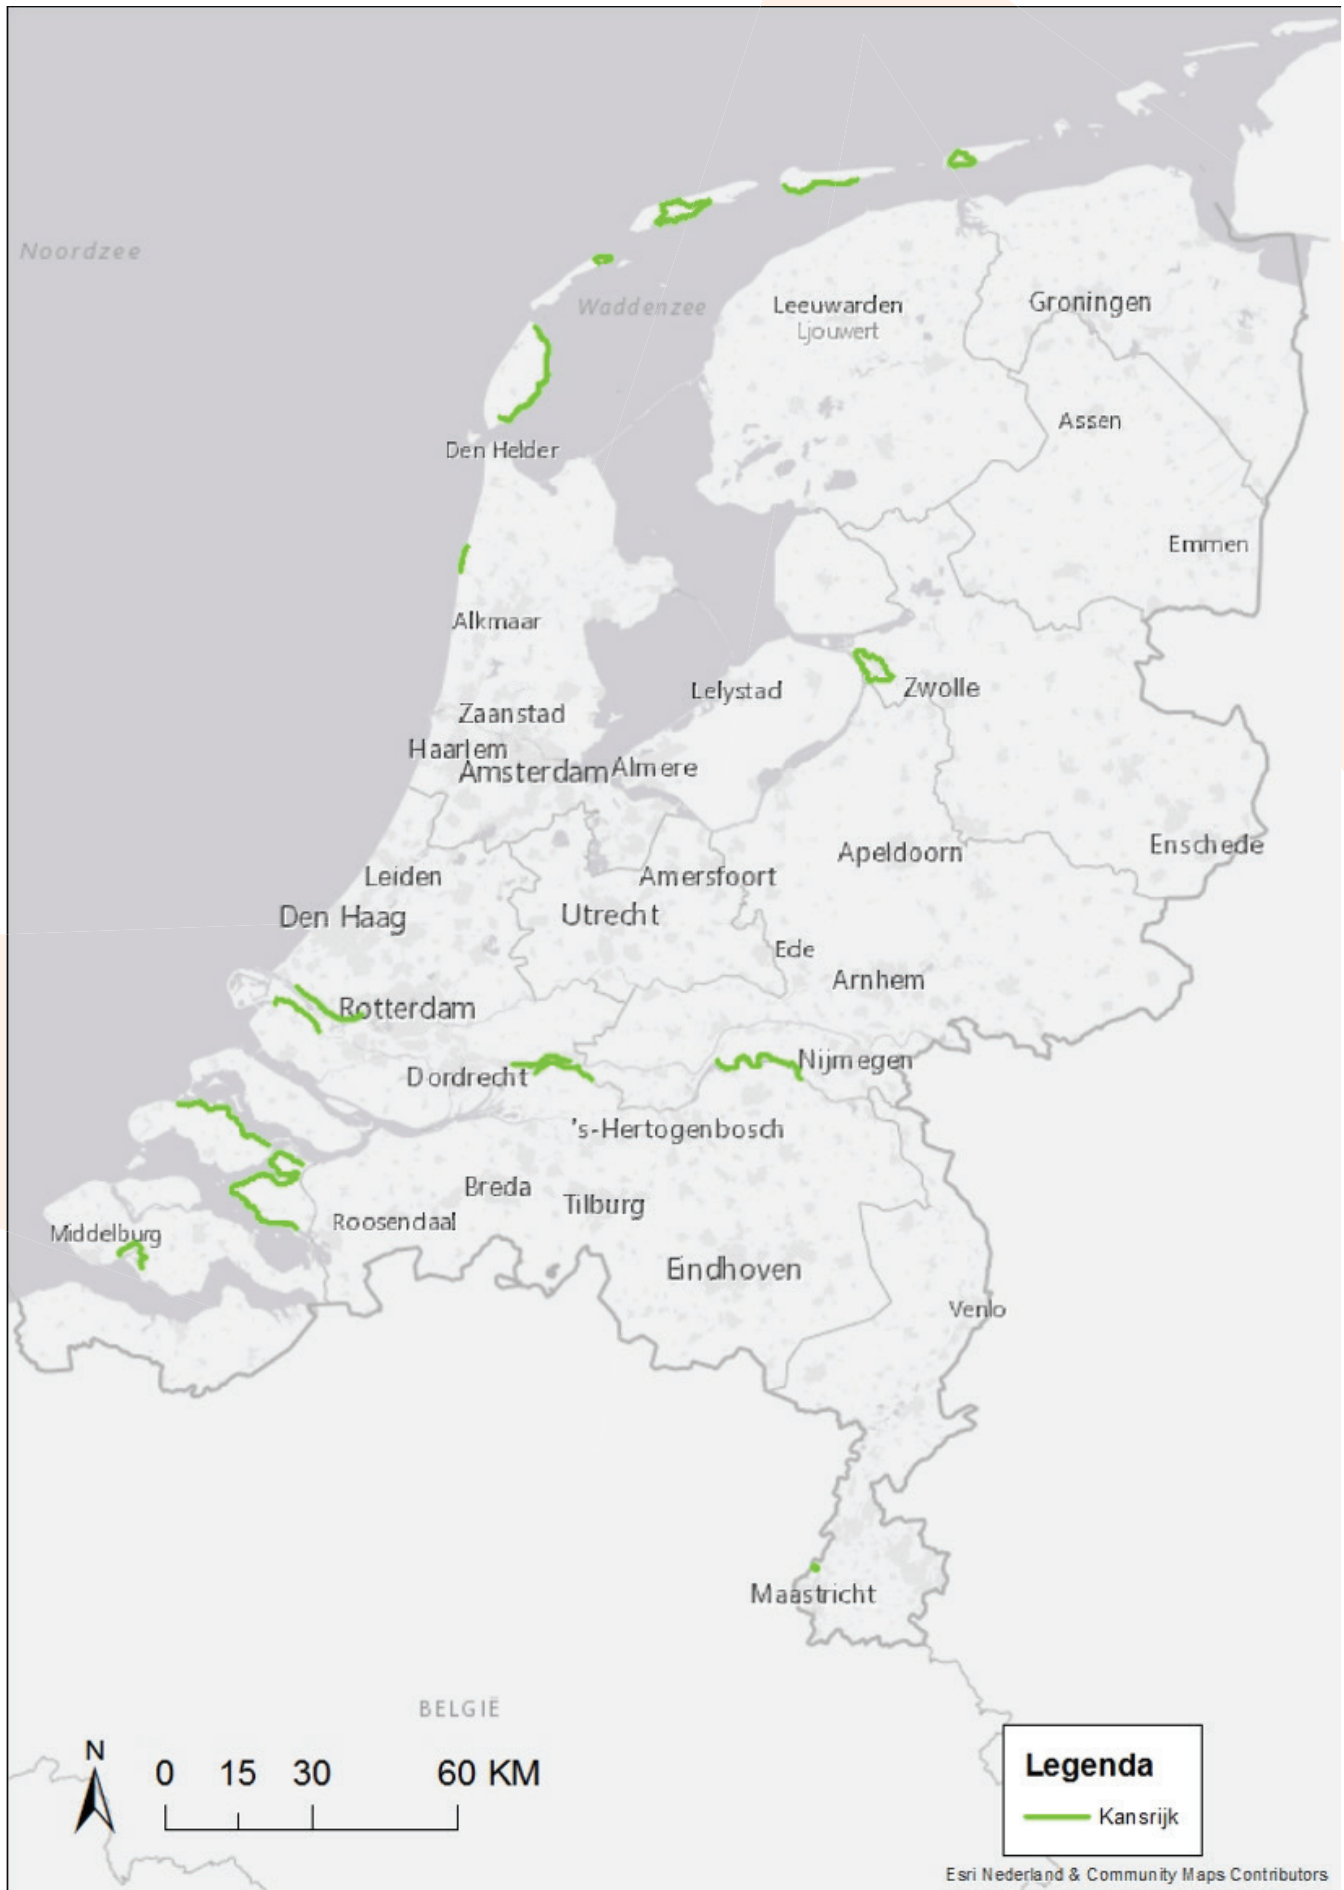 Noordzee
Waddenzee
Leeuwarden
Ljouwert
Groningen
Assen
Den Helder
Emmen
Alkmaar
Lelystad
Zwolle
Zaanstad
Haarlem
Amsterdam
Almere
Apeldoorn
Enschede
Leiden
Amersfoort
Den Haag
Utrecht
Ede
Arnhem
Rotterdam
Nijmegen
Dordrecht
's-Hertogenbosch
Breda
Tilburg
Roosendaal
Middelburg
Eindhoven
Venlo
Maastricht
BELGIË
N
0 15 30 60 KM
Legenda
Kansrijk
Esri Nederland & Community Maps Contributors